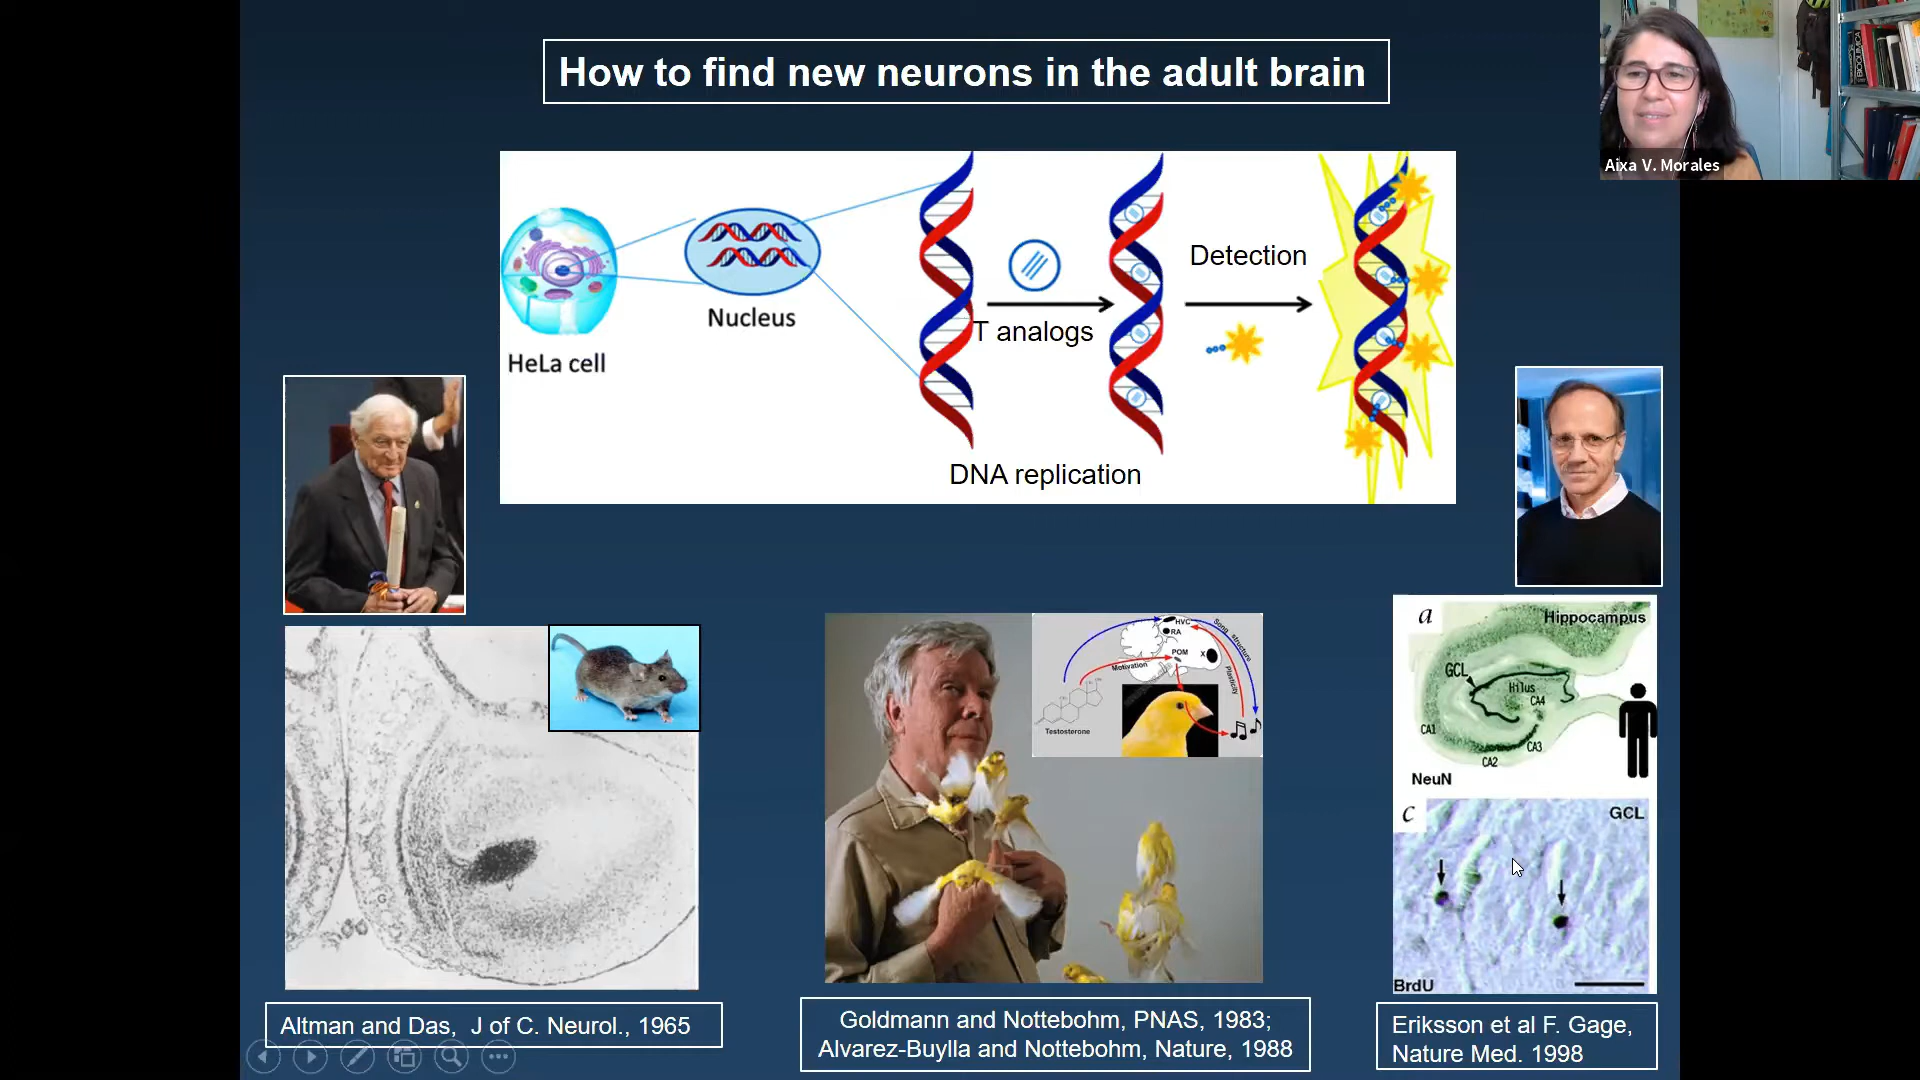 How to find new neurons in the adult brain
Aixa V. Morales
HeLa cell
Nucleus
T analogs
Detection
DNA replication
HVC
RA
POM
X
Song structure
Motivation
Plasticity
Testosterone
a
Hippocampus
GCL
Hilus
CA4
CA1
CA3
CA2
NeuN
c
GCL
BrdU
G
Altman and Das, J of C. Neurol., 1965
Goldmann and Nottebohm, PNAS, 1983;
Alvarez-Buylla and Nottebohm, Nature, 1988
Eriksson et al F. Gage,
Nature Med. 1998